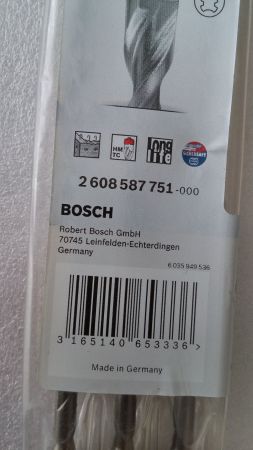 HM
TC
Long
life
2 608 587 751-000
BOSCH
Robert Bosch GmbH
70745 Leinfelden-Echterdingen
Germany
6 035 949 536
3 165140 653336 >
Made in Germany